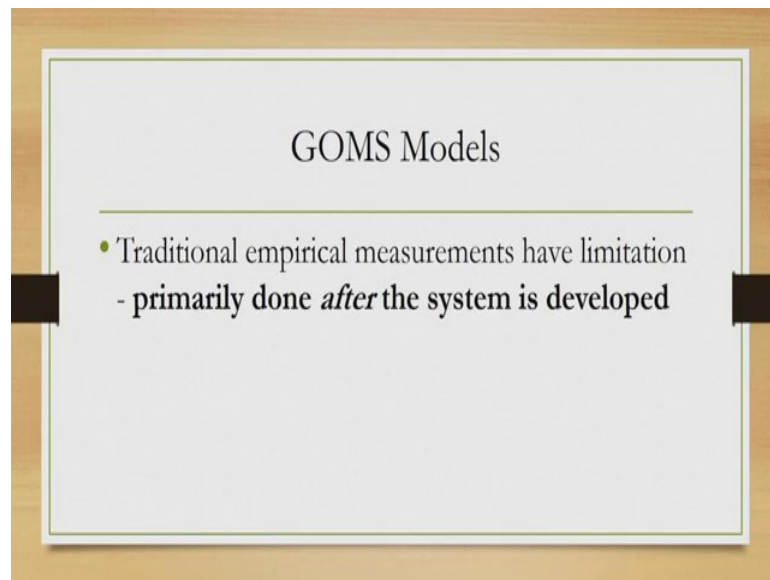 GOMS Models
• Traditional empirical measurements have limitation
- primarily done after the system is developed